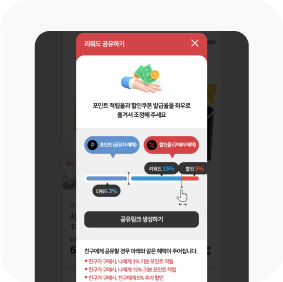 리워드 공유하기
포인트 적립율과 할인쿠폰 발급율을 좌우로
옮겨서 조정해 주세요
P 포인트 (공유자 혜택)
% 할인율 (구매자 혜택)
리워드 15%
할인 5%
리워드 3%
공유링크 생성하기
친구에게 공유할 경우 아래와 같은 혜택이 주어집니다.
친구가 구매시, 나에게 3% 기본 포인트 적립
친구가 구매시, 나에게 15% 기본 포인트 적립
친구가 구매시, 친구에게 5% 추가 할인